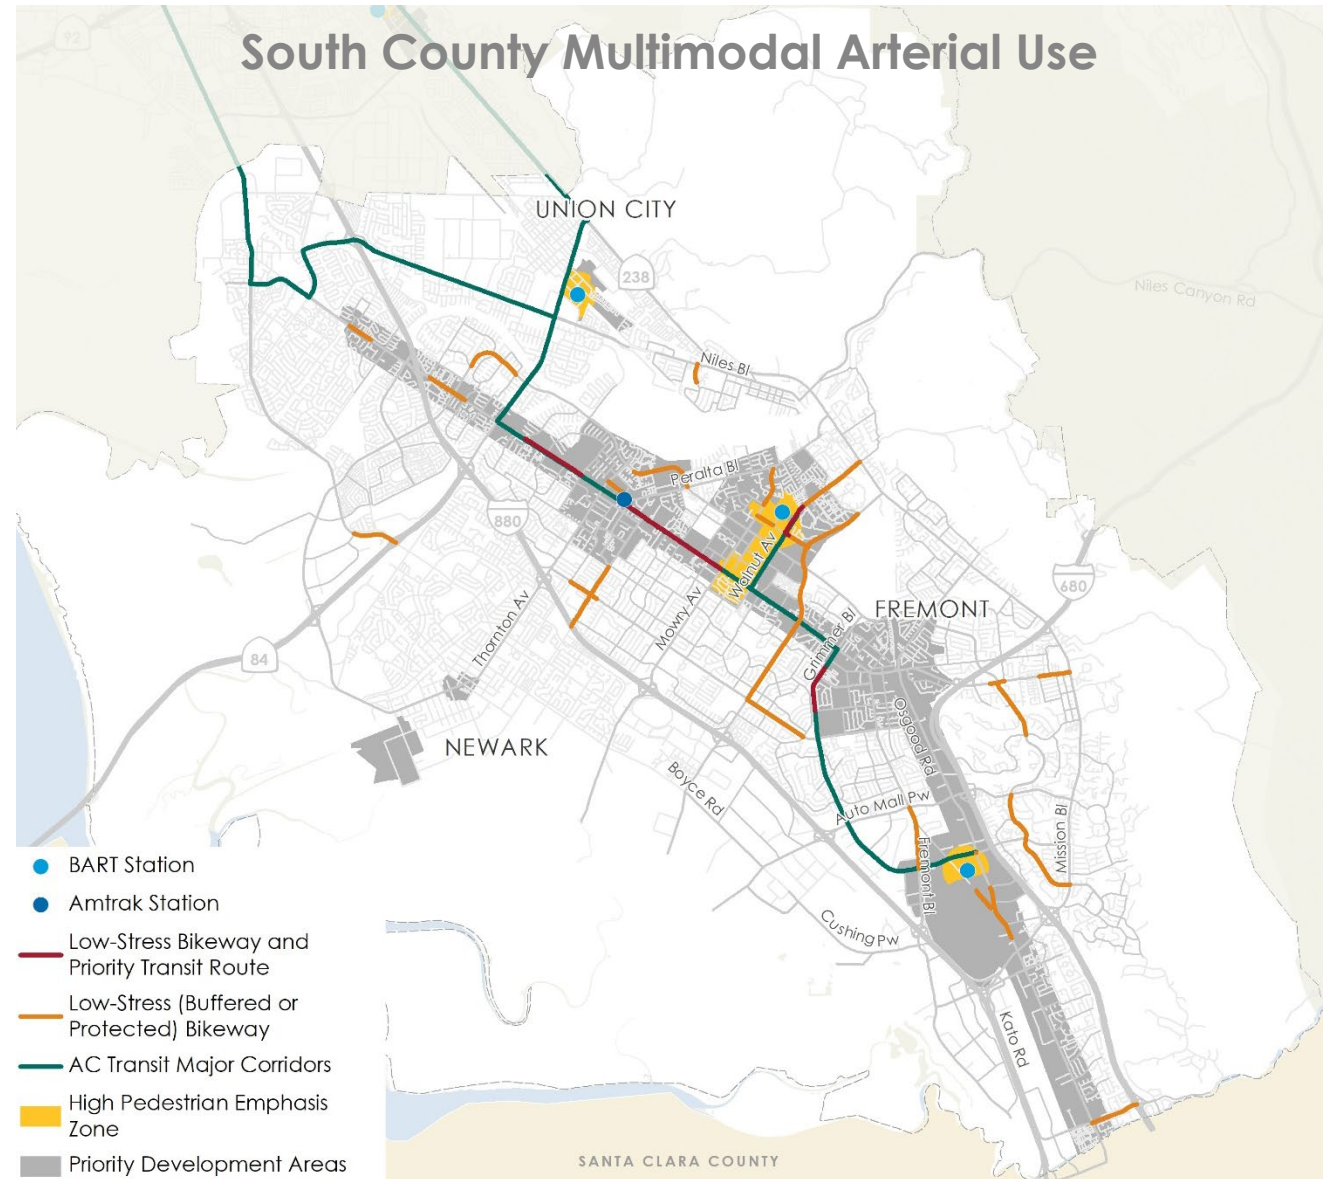 South County Multimodal Arterial Use
92
UNION CITY
238
Niles Canyon Rd
Niles Bl
Peralta Bl
880
Walnut Av
680
FREMONT
Mowry Av
Thornton Av
Grimmer Bl
84
Osgood Rd
NEWARK
Boyce Rd
Auto Mall Pw
Mission Bl
Fremont Bl
Cushing Pw
Kato Rd
BART Station
Amtrak Station
Low-Stress Bikeway and
Priority Transit Route
Low-Stress (Buffered or
Protected) Bikeway
AC Transit Major Corridors
High Pedestrian Emphasis
Zone
Priority Development Areas
SANTA CLARA COUNTY